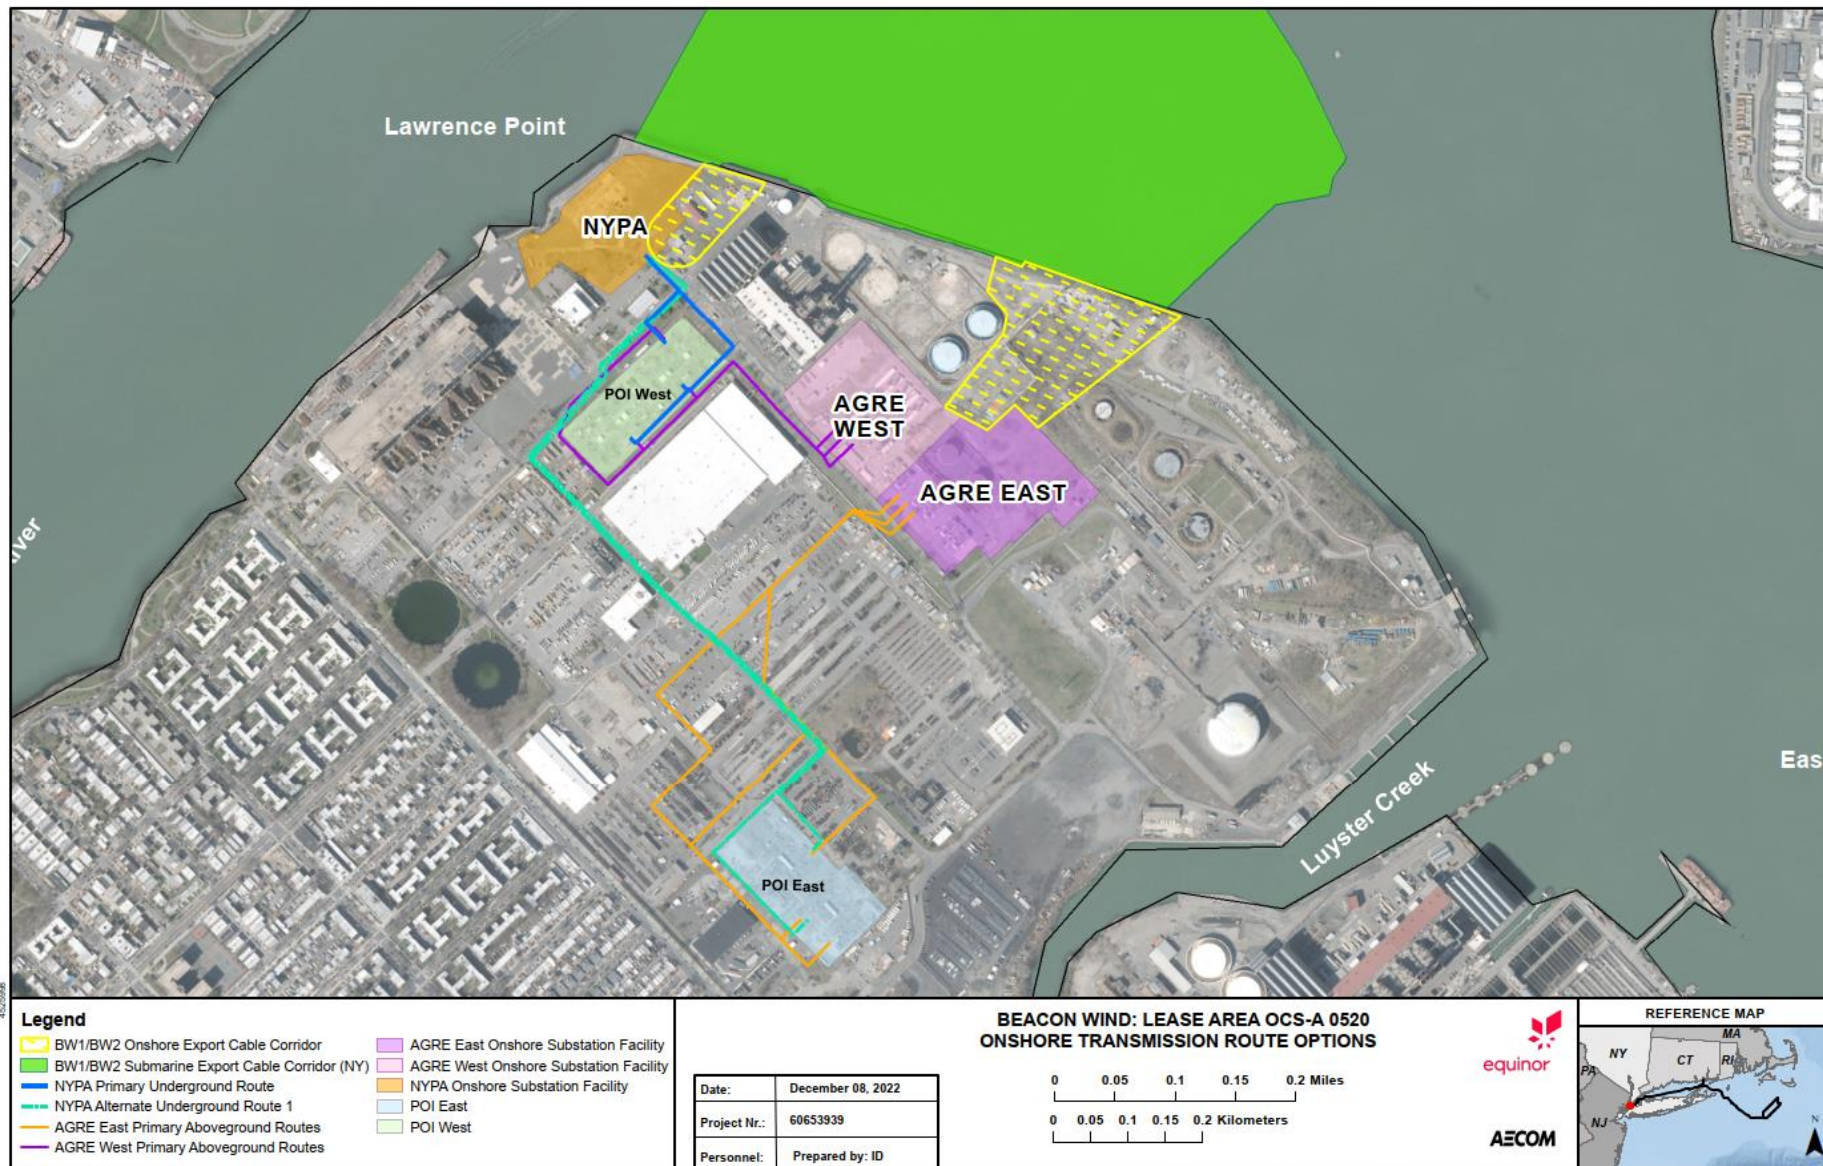 Lawrence Point
NYPA
POI West
AGRE
WEST
AGRE EAST
POI East
Luyster Creek
Eas
iver
Legend
BW1/BW2 Onshore Export Cable Corridor
BW1/BW2 Submarine Export Cable Corridor (NY)
NYPA Primary Underground Route
NYPA Alternate Underground Route 1
AGRE East Primary Aboveground Routes
AGRE West Primary Aboveground Routes
AGRE East Onshore Substation Facility
AGRE West Onshore Substation Facility
NYPA Onshore Substation Facility
POI East
POI West
Date: December 08, 2022
Project Nr.: 60653939
Personnel: Prepared by: ID
BEACON WIND: LEASE AREA OCS-A 0520
ONSHORE TRANSMISSION ROUTE OPTIONS
0 0.05 0.1 0.15 0.2 Miles
0 0.05 0.1 0.15 0.2 Kilometers
equinor
AECOM
REFERENCE MAP
MA
NY
CT
RI
PA
NJ
N